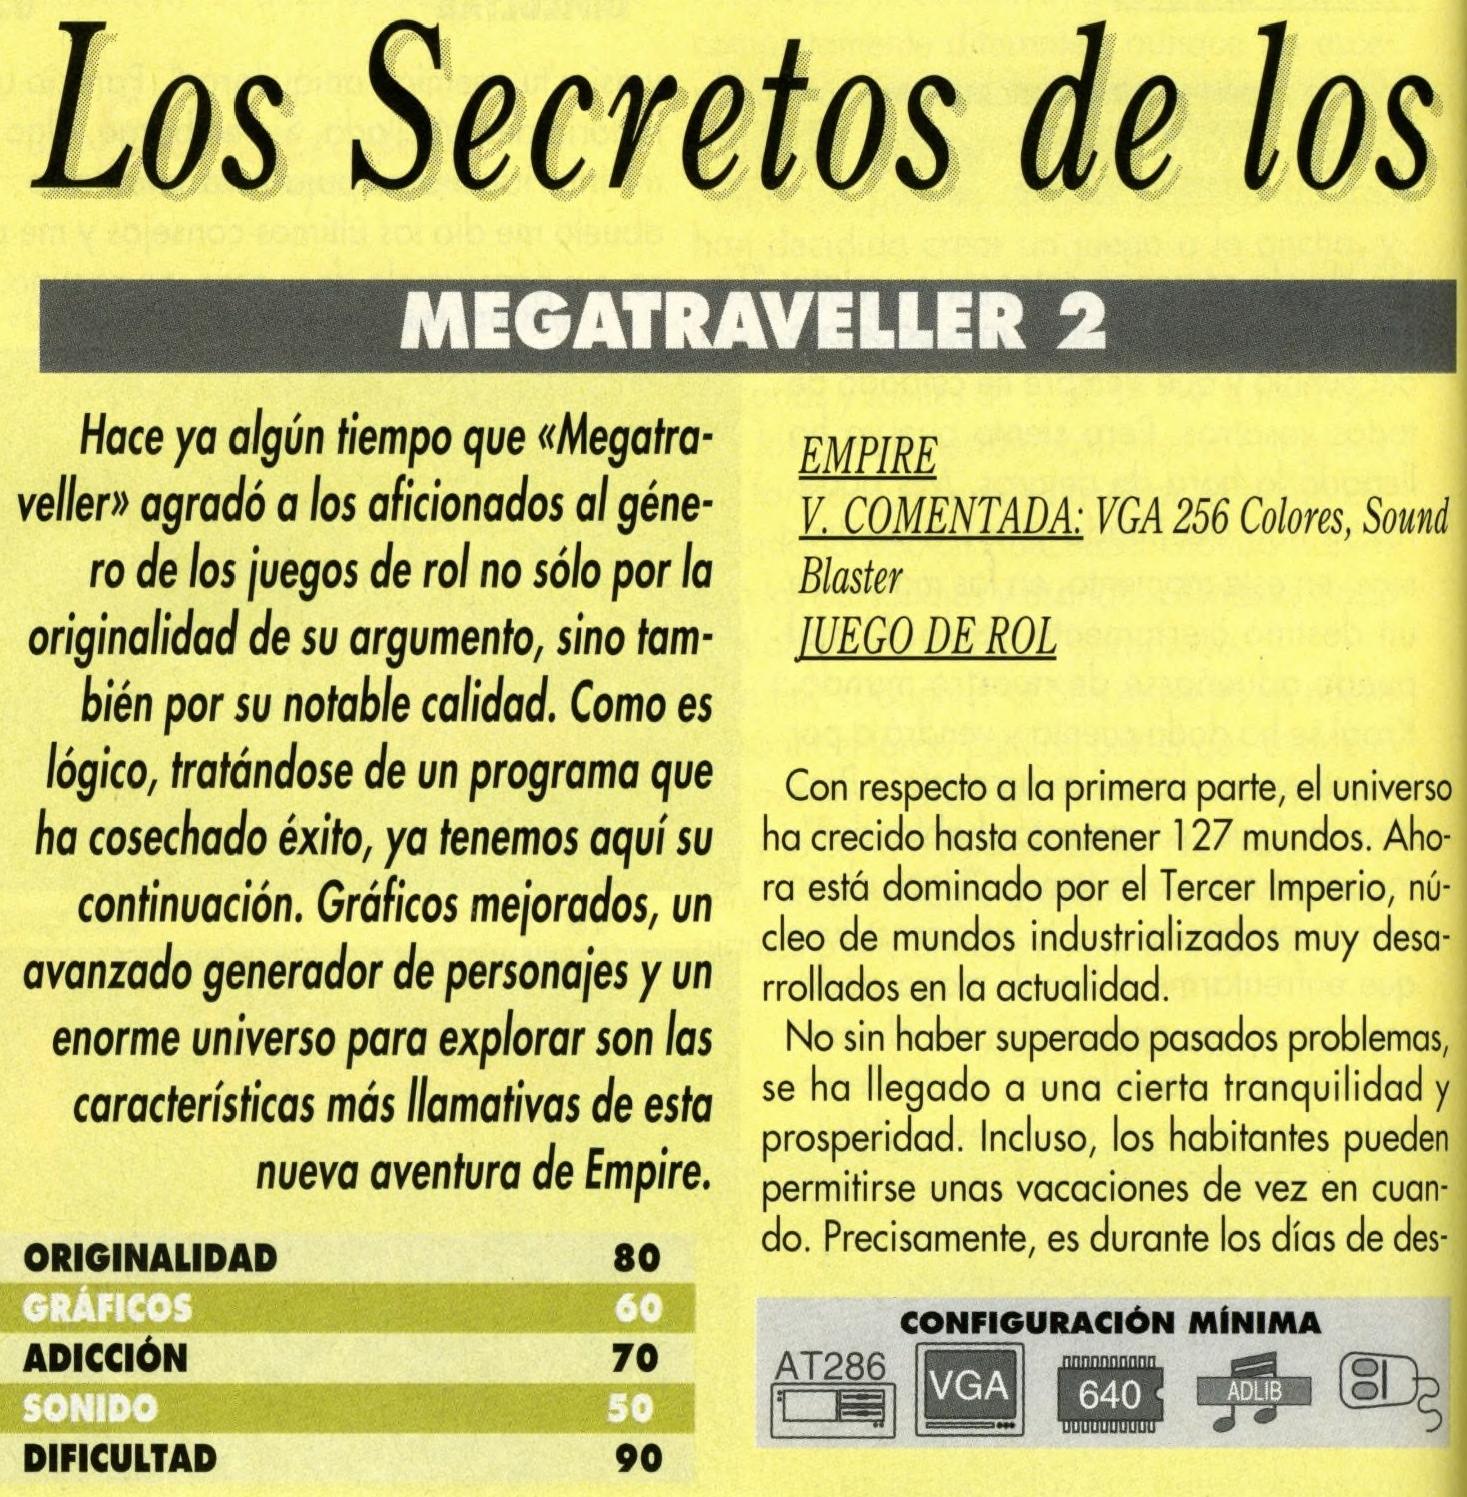 Los Secretos de los
MEGATRAVELLER 2
Hace ya algún tiempo que «Megatra-
veller» agradó a los aficionados al géne-
ro de los juegos de rol no sólo por la
originalidad de su argumento, sino tam-
bién por su notable calidad. Como es
lógico, tratándose de un programa que
ha cosechado éxito, ya tenemos aquí su
continuación. Gráficos mejorados, un
avanzado generador de personajes y un
enorme universo para explorar son las
características más llamativas de esta
nueva aventura de Empire.
ORIGINALIDAD 80
GRÁFICOS 60
ADICCIÓN 70
SONIDO 50
DIFICULTAD 90
EMPIRE
V. COMENTADA: VGA 256 Colores, Sound
Blaster
JUEGO DE ROL
Con respecto a la primera parte, el universo
ha crecido hasta contener 127 mundos. Aho-
ra está dominado por el Tercer Imperio, nú-
cleo de mundos industrializados muy desa-
rrollados en la actualidad.
No sin haber superado pasados problemas,
se ha llegado a una cierta tranquilidad y
prosperidad. Incluso, los habitantes pueden
permitirse unas vacaciones de vez en cuan-
do. Precisamente, es durante los días de des-
CONFIGURACIÓN MÍNIMA
AT286 VGA 640 ADLIB